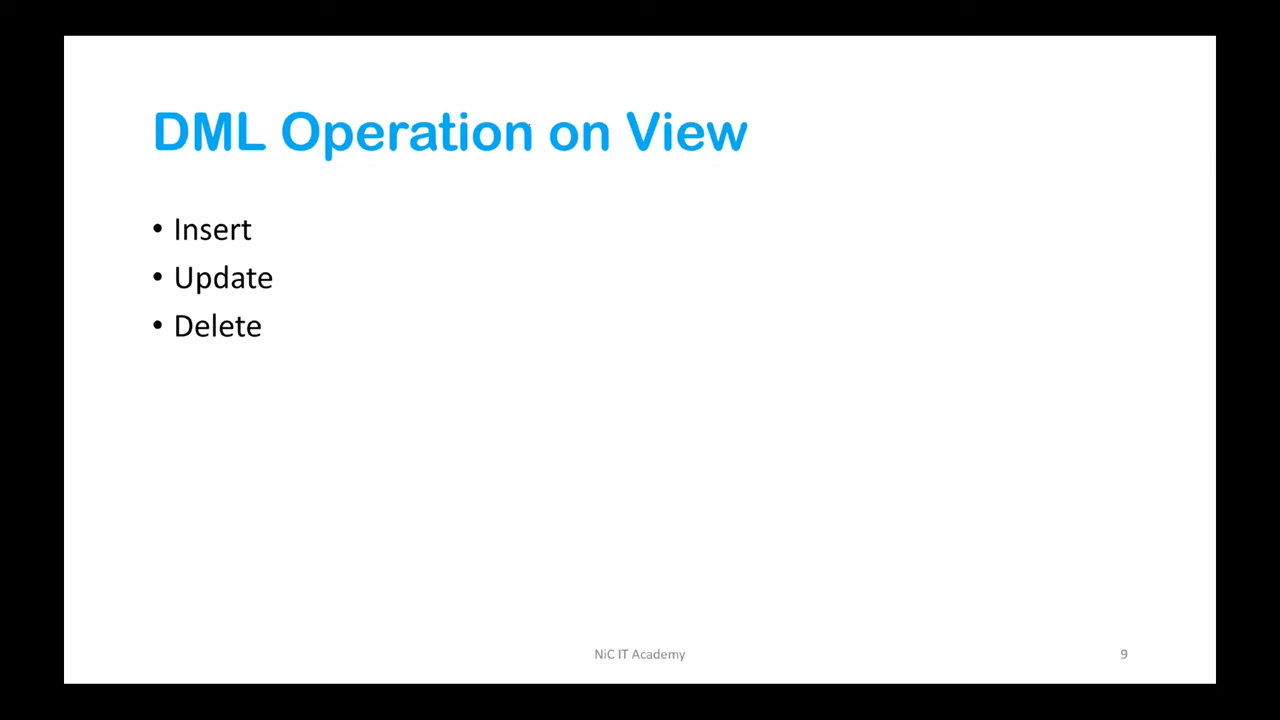 DML Operation on View
• Insert
• Update
• Delete
NiC IT Academy
9